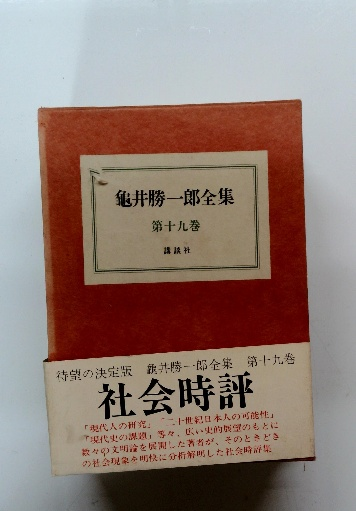 龜井勝一郎全集
第十九巻
講談社
待望の決定版 龜井勝一郎全集 第十九巻
社会時評
「現代人の研究」「二十世紀日本人の可能性」
「現代史の課題」等々、広い史的展望のもとに
数々の文明論を展開した著者が、そのときどき
の社会現象を明快に分析解明した社会時評集